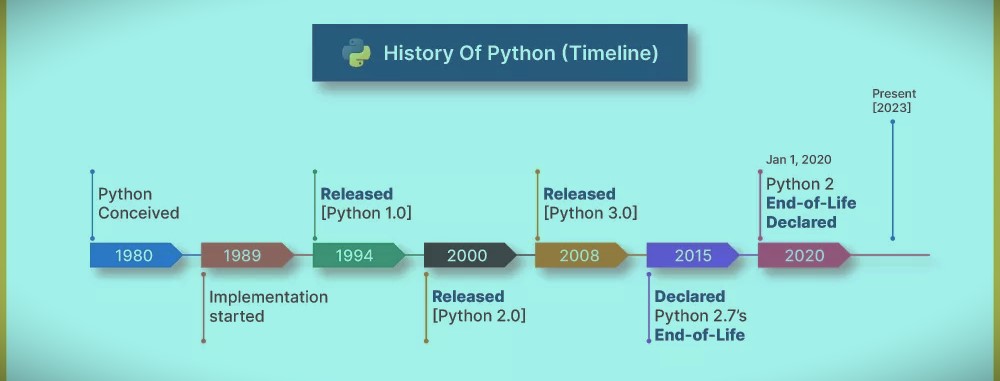 History Of Python (Timeline)
Present
[2023]
Python
Conceived
Released
[Python 1.0]
Released
[Python 3.0]
Jan 1, 2020
Python 2
End-of-Life
Declared
1980
1989
1994
2000
2008
2015
2020
Implementation
started
Released
[Python 2.0]
Declared
Python 2.7's
End-of-Life